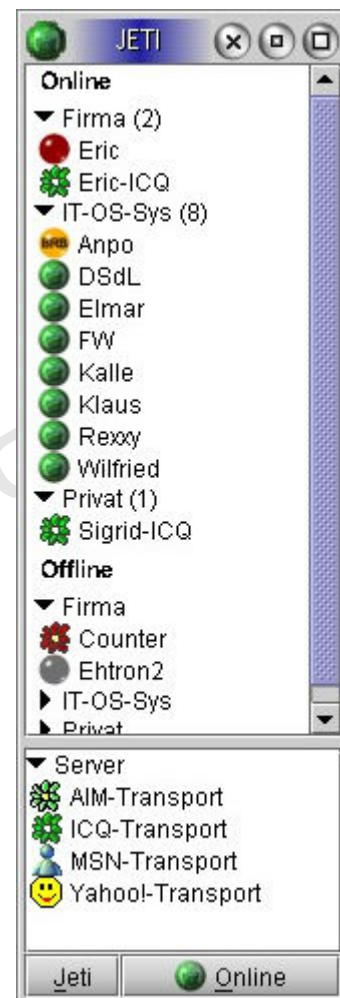 JETI
Online
Firma (2)
Eric
Eric-ICQ
IT-OS-Sys (8)
BRB Anpo
DSdL
Elmar
FW
Kalle
Klaus
Rexxy
Wilfried
Privat (1)
Sigrid-ICQ
Offline
Firma
Counter
Ehtron2
IT-OS-Sys
Privat
Server
AIM-Transport
ICQ-Transport
MSN-Transport
Yahoo!-Transport
Jeti Online